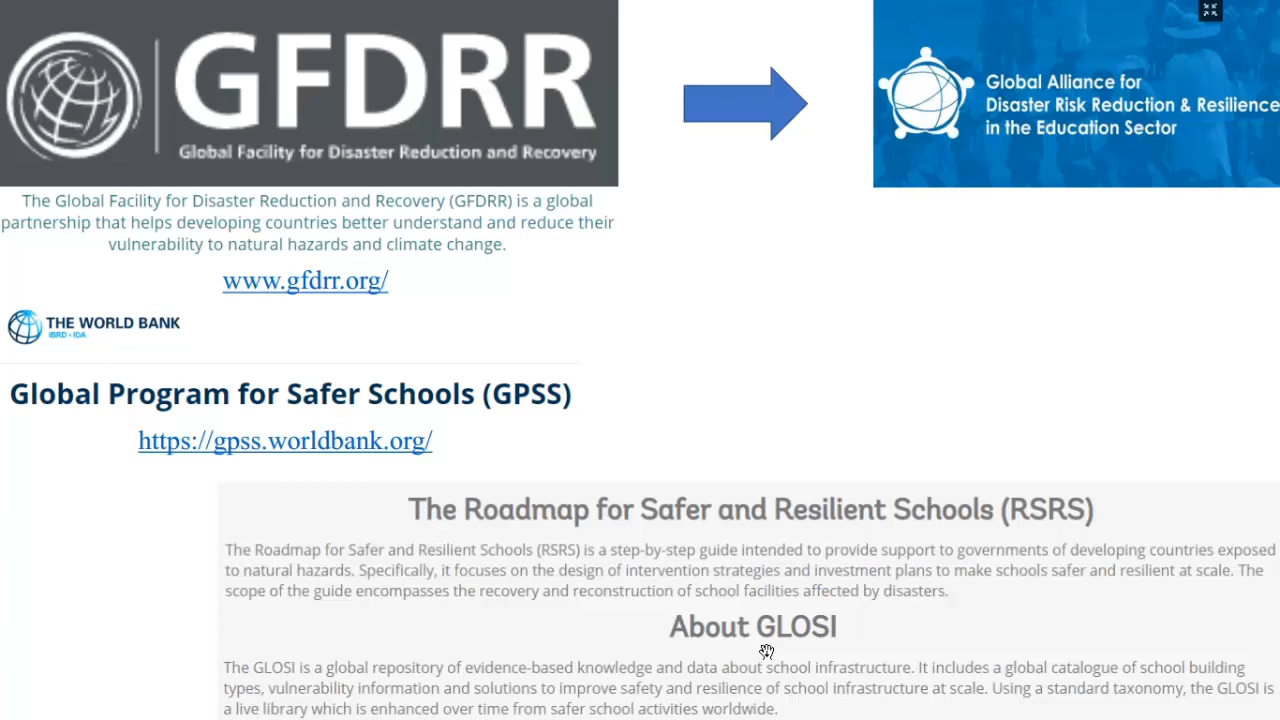 GFDRR
Global Facility for Disaster Reduction and Recovery
Global Alliance for
Disaster Risk Reduction & Resilience
in the Education Sector
The Global Facility for Disaster Reduction and Recovery (GFDRR) is a global
partnership that helps developing countries better understand and reduce their
vulnerability to natural hazards and climate change.
www.gfdrr.org/
THE WORLD BANK
IBRD • IDA
Global Program for Safer Schools (GPSS)
https://gpss.worldbank.org/
The Roadmap for Safer and Resilient Schools (RSRS)
The Roadmap for Safer and Resilient Schools (RSRS) is a step-by-step guide intended to provide support to governments of developing countries exposed
to natural hazards. Specifically, it focuses on the design of intervention strategies and investment plans to make schools safer and resilient at scale. The
scope of the guide encompasses the recovery and reconstruction of school facilities affected by disasters.
About GLOSI
The GLOSI is a global repository of evidence-based knowledge and data about school infrastructure. It includes a global catalogue of school building
types, vulnerability information and solutions to improve safety and resilience of school infrastructure at scale. Using a standard taxonomy, the GLOSI is
a live library which is enhanced over time from safer school activities worldwide.